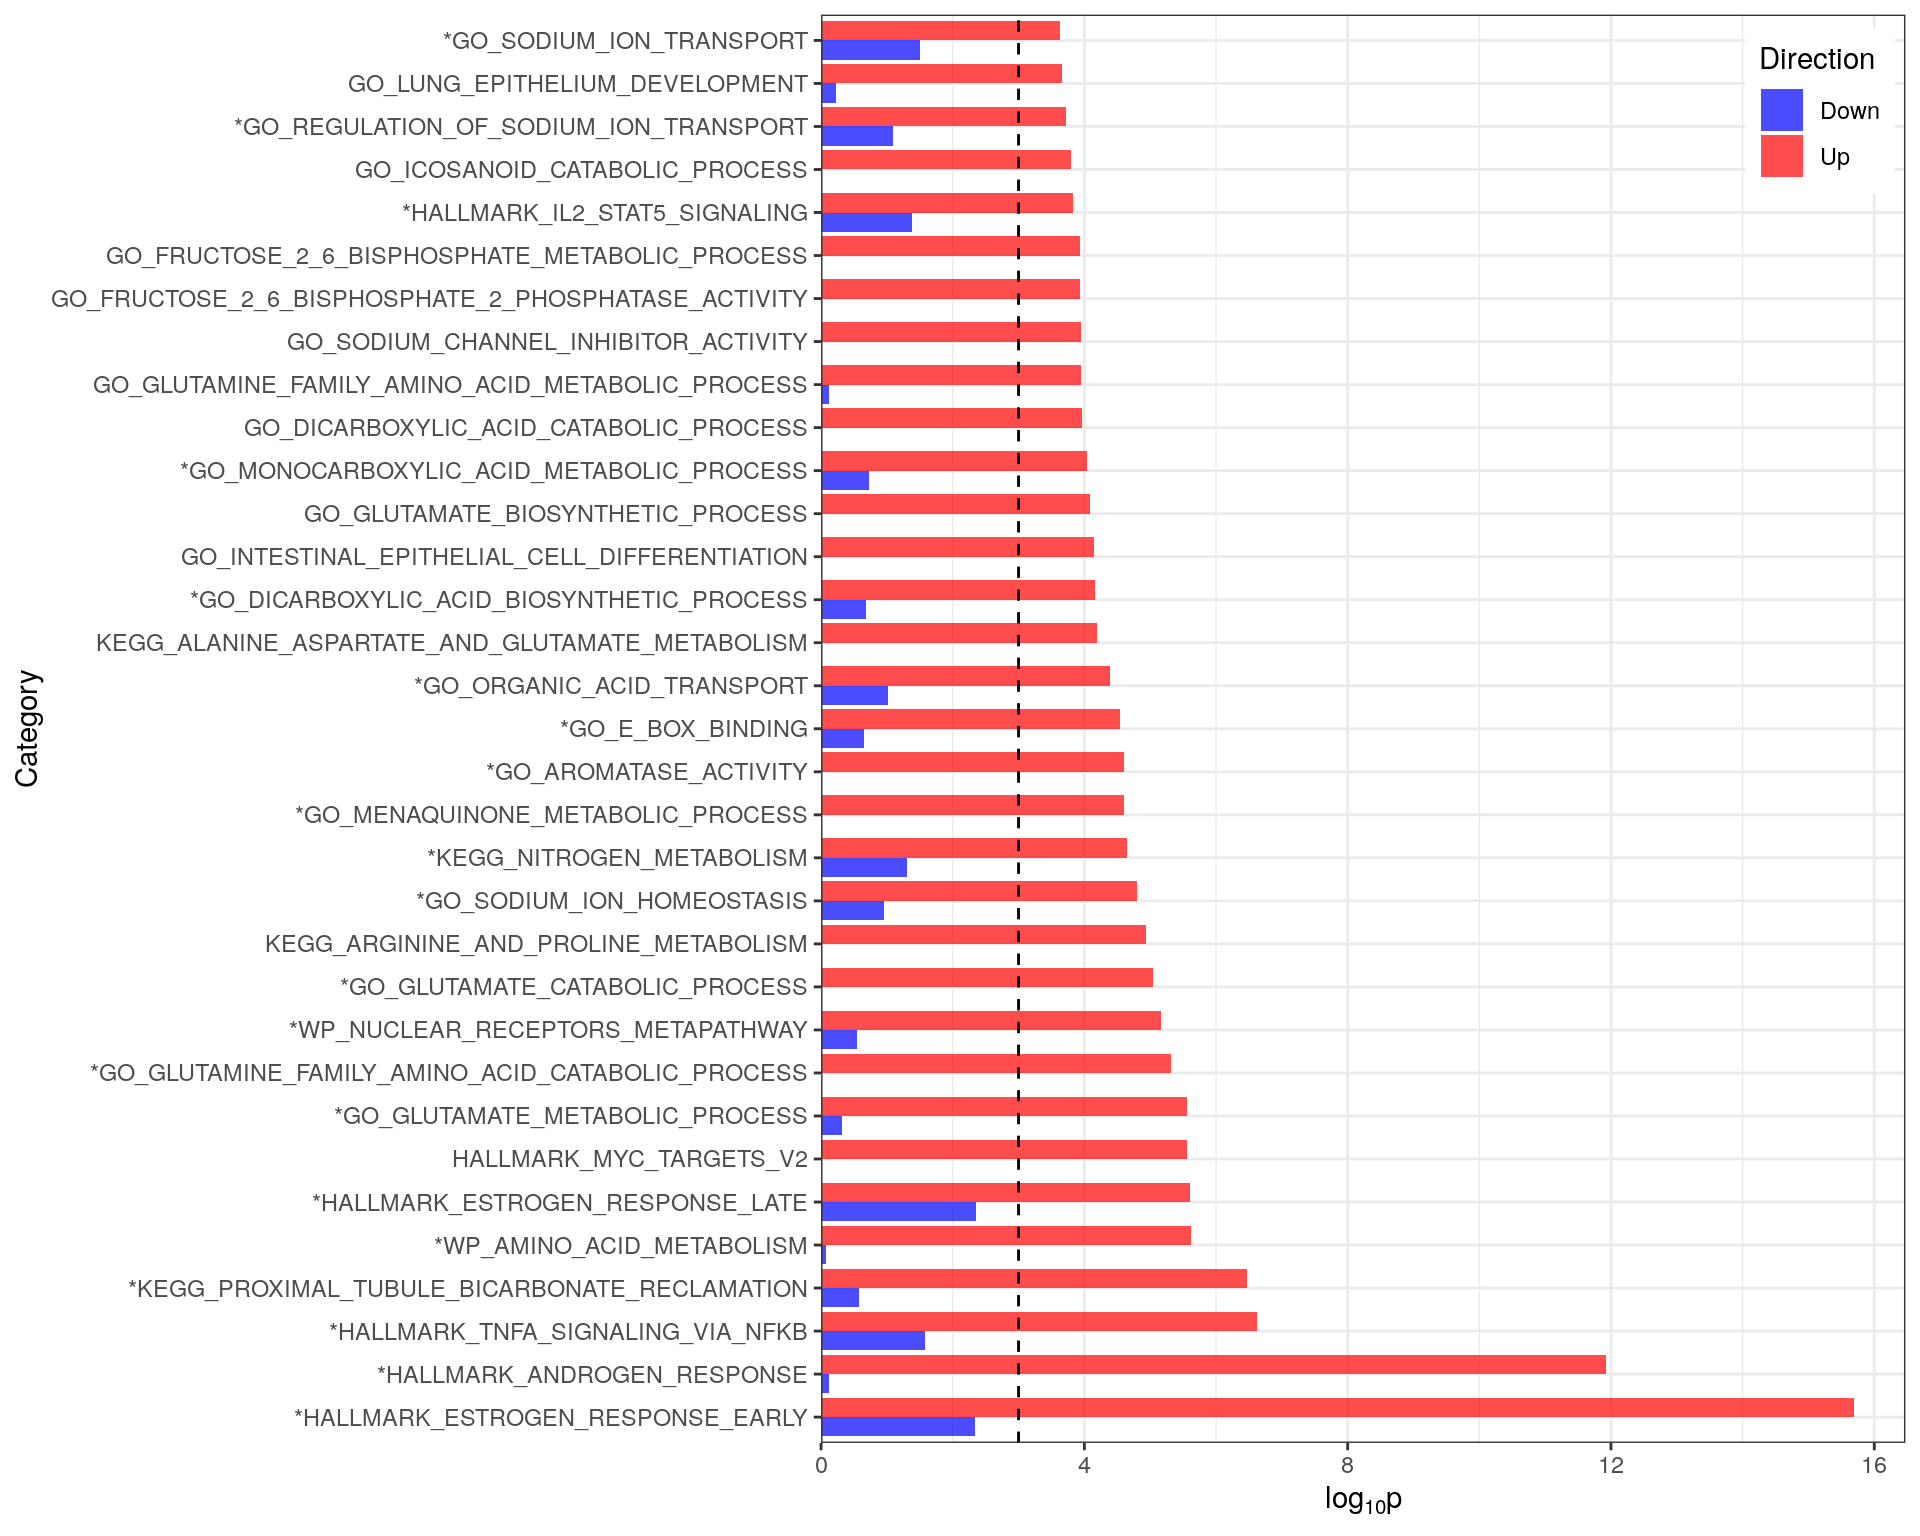 *GO_SODIUM_ION_TRANSPORT
GO_LUNG_EPITHELIUM_DEVELOPMENT
*GO_REGULATION_OF_SODIUM_ION_TRANSPORT
GO_ICOSANOID_CATABOLIC_PROCESS
*HALLMARK_IL2_STAT5_SIGNALING
GO_FRUCTOSE_2_6_BISPHOSPHATE_METABOLIC_PROCESS
GO_FRUCTOSE_2_6_BISPHOSPHATE_2_PHOSPHATASE_ACTIVITY
GO_SODIUM_CHANNEL_INHIBITOR_ACTIVITY
GO_GLUTAMINE_FAMILY_AMINO_ACID_METABOLIC_PROCESS
GO_DICARBOXYLIC_ACID_CATABOLIC_PROCESS
*GO_MONOCARBOXYLIC_ACID_METABOLIC_PROCESS
GO_GLUTAMATE_BIOSYNTHETIC_PROCESS
GO_INTESTINAL_EPITHELIAL_CELL_DIFFERENTIATION
*GO_DICARBOXYLIC_ACID_BIOSYNTHETIC_PROCESS
KEGG_ALANINE_ASPARTATE_AND_GLUTAMATE_METABOLISM
*GO_ORGANIC_ACID_TRANSPORT
*GO_E_BOX_BINDING
*GO_AROMATASE_ACTIVITY
*GO_MENAQUINONE_METABOLIC_PROCESS
*KEGG_NITROGEN_METABOLISM
*GO_SODIUM_ION_HOMEOSTASIS
KEGG_ARGININE_AND_PROLINE_METABOLISM
*GO_GLUTAMATE_CATABOLIC_PROCESS
*WP_NUCLEAR_RECEPTORS_METAPATHWAY
*GO_GLUTAMINE_FAMILY_AMINO_ACID_CATABOLIC_PROCESS
*GO_GLUTAMATE_METABOLIC_PROCESS
HALLMARK_MYC_TARGETS_V2
*HALLMARK_ESTROGEN_RESPONSE_LATE
*WP_AMINO_ACID_METABOLISM
*KEGG_PROXIMAL_TUBULE_BICARBONATE_RECLAMATION
*HALLMARK_TNFA_SIGNALING_VIA_NFKB
*HALLMARK_ANDROGEN_RESPONSE
*HALLMARK_ESTROGEN_RESPONSE_EARLY
Category
0 4 8 12 16
log₁₀p
Direction
Down
Up